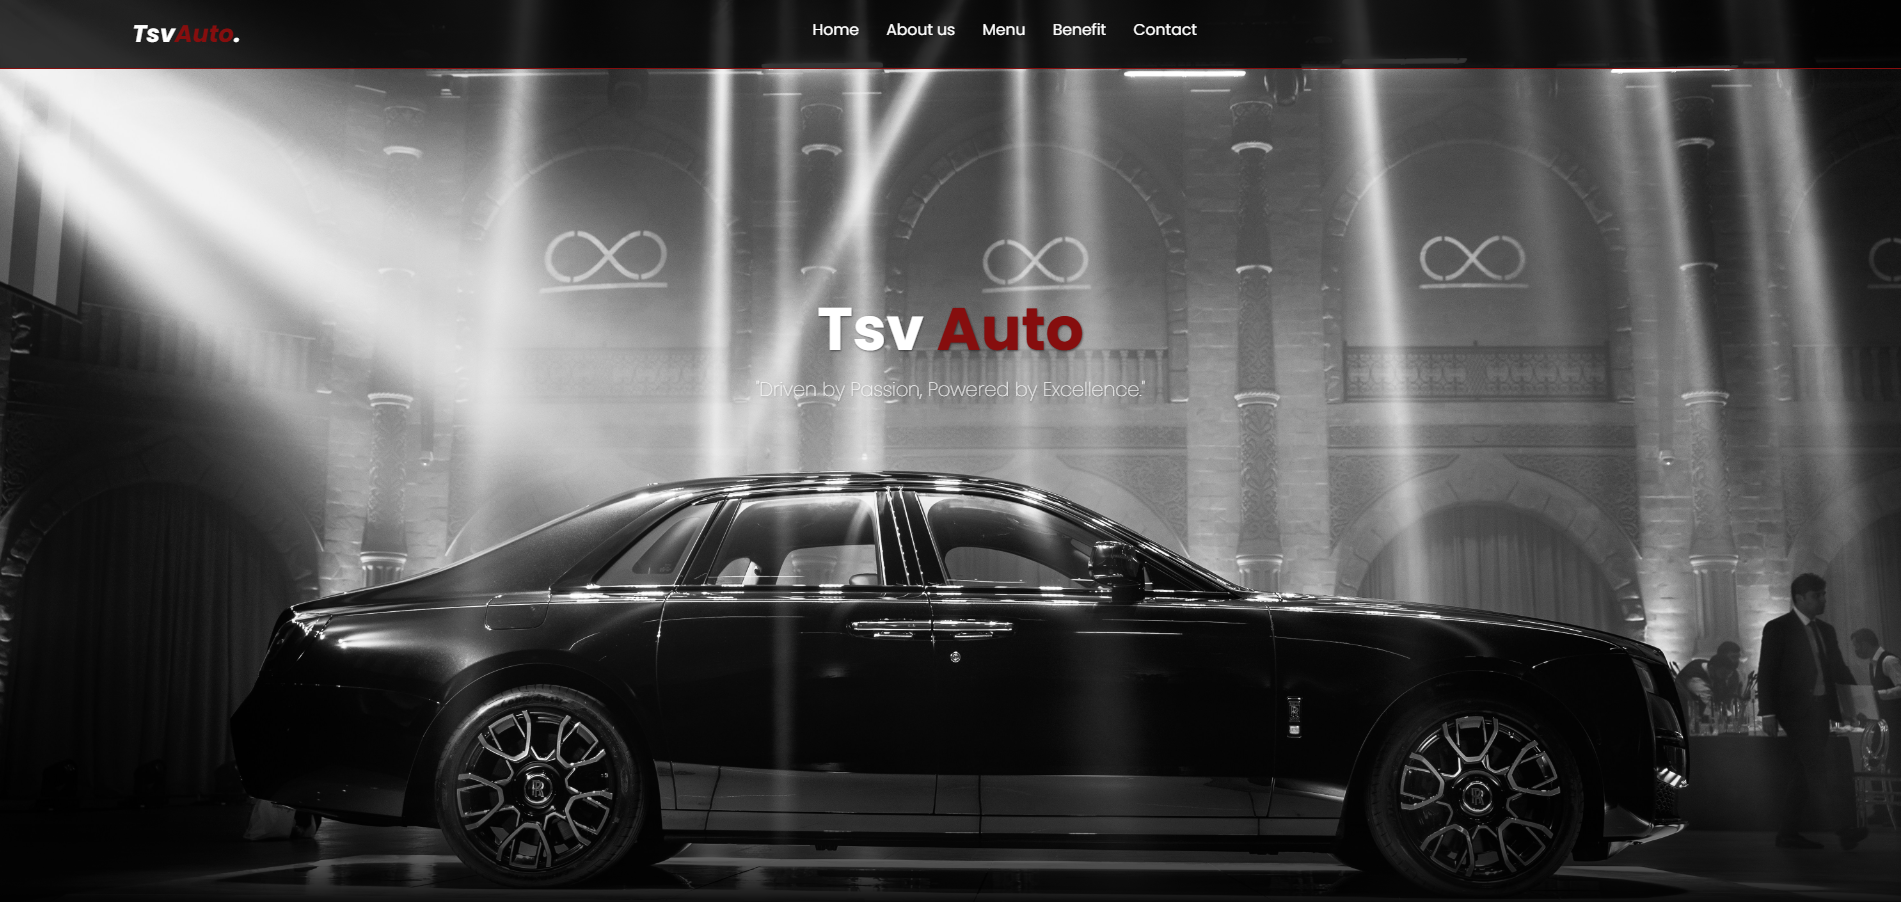 TsvAuto.
Home About us Menu Benefit Contact
Tsv Auto
"Driven by Passion, Powered by Excellence."